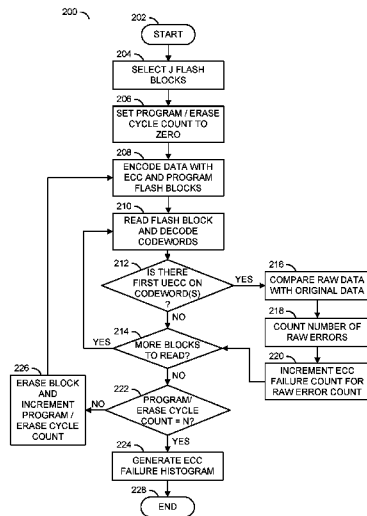 200
202
START
204
SELECT J FLASH
BLOCKS
206
SET PROGRAM / ERASE
CYCLE COUNT TO
ZERO
208
ENCODE DATA WITH
ECC AND PROGRAM
FLASH BLOCKS
210
READ FLASH BLOCK
AND DECODE
CODEWORDS
212
IS THERE
FIRST UECC ON
CODEWORD(S)
?
YES
NO
216
COMPARE RAW DATA
WITH ORIGINAL DATA
218
COUNT NUMBER OF
RAW ERRORS
220
INCREMENT ECC
FAILURE COUNT FOR
RAW ERROR COUNT
214
MORE BLOCKS
TO READ?
YES
NO
222
PROGRAM/
ERASE CYCLE
COUNT = N?
NO
YES
226
ERASE BLOCK
AND
INCREMENT
PROGRAM /
ERASE CYCLE
COUNT
224
GENERATE ECC
FAILURE HISTOGRAM
228
END